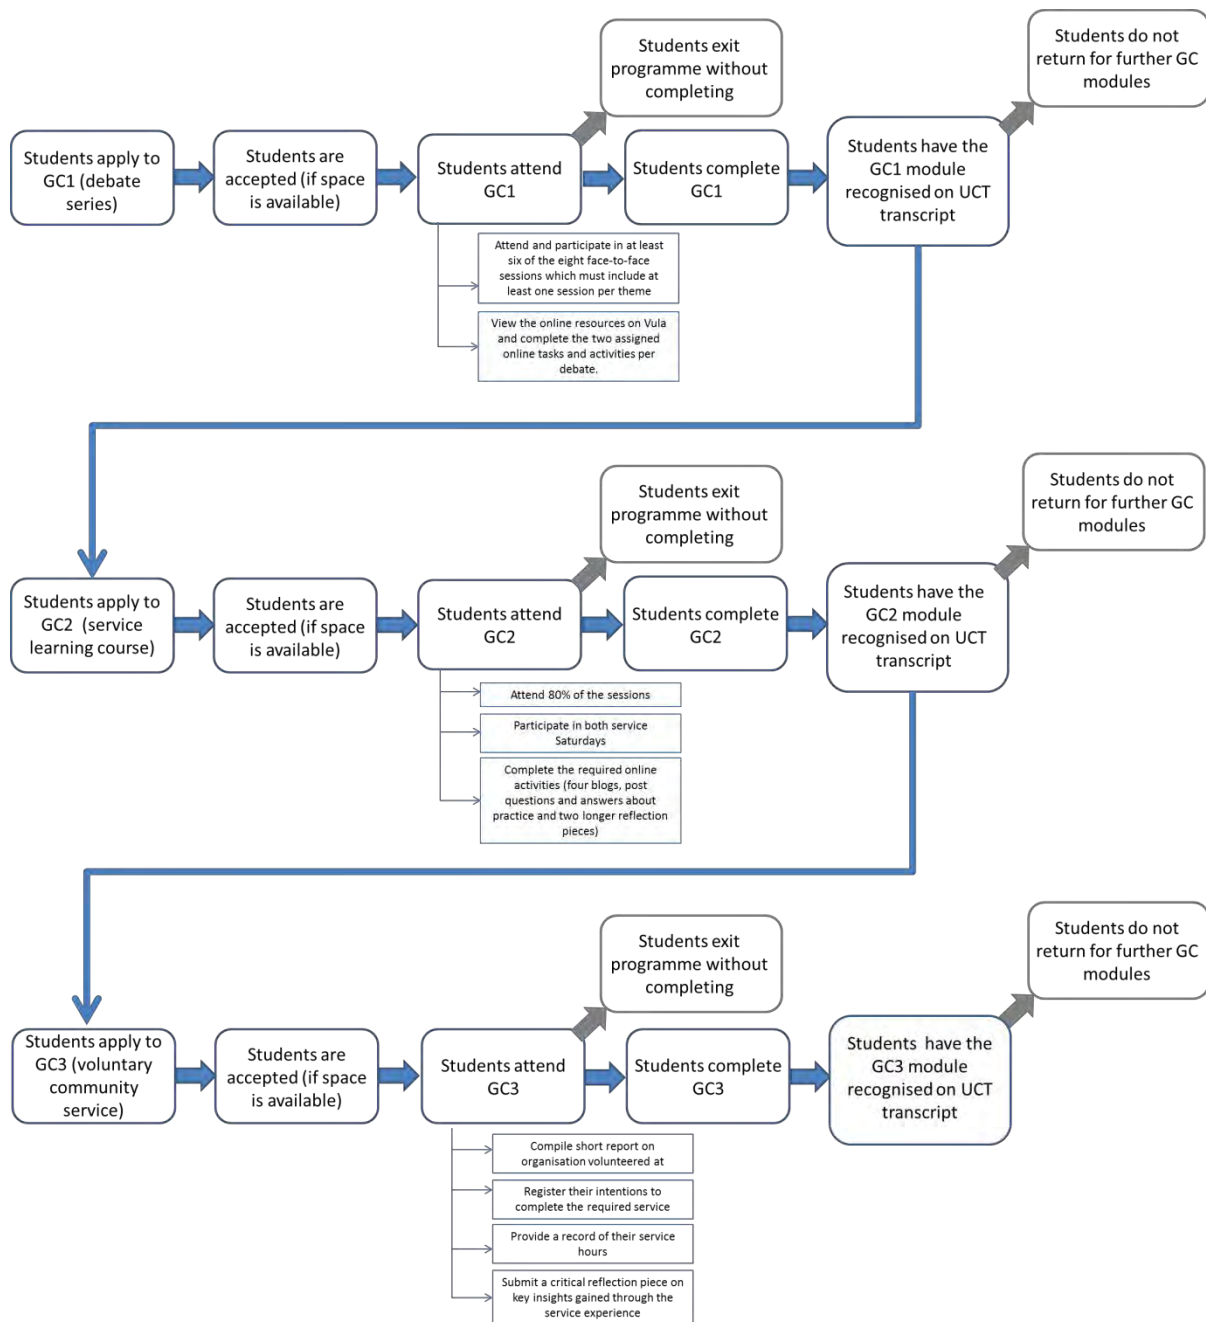 Students exit
programme without
completing
Students do not
return for further GC
modules
Students apply to
GC1 (debate
series)
Students are
accepted (if space
is available)
Students attend
GC1
Students complete
GC1
Students have the
GC1 module
recognised on UCT
transcript
Attend and participate in at least
six of the eight face-to-face
sessions which must include at
least one session per theme
View the online resources on Vula
and complete the two assigned
online tasks and activities per
debate.
Students exit
programme without
completing
Students do not
return for further GC
modules
Students apply to
GC2 (service
learning course)
Students are
accepted (if space
is available)
Students attend
GC2
Students complete
GC2
Students have the
GC2 module
recognised on UCT
transcript
Attend 80% of the sessions
Participate in both service
Saturdays
Complete the required online
activities (four blogs, post
questions and answers about
practice and two longer reflection
pieces)
Students exit
programme without
completing
Students do not
return for further GC
modules
Students apply to
GC3 (voluntary
community
service)
Students are
accepted (if space
is available)
Students attend
GC3
Students complete
GC3
Students have the
GC3 module
recognised on UCT
transcript
Compile short report on
organisation volunteered at
Register their intentions to
complete the required service
Provide a record of their service
hours
Submit a critical reflection piece on
key insights gained through the
service experience